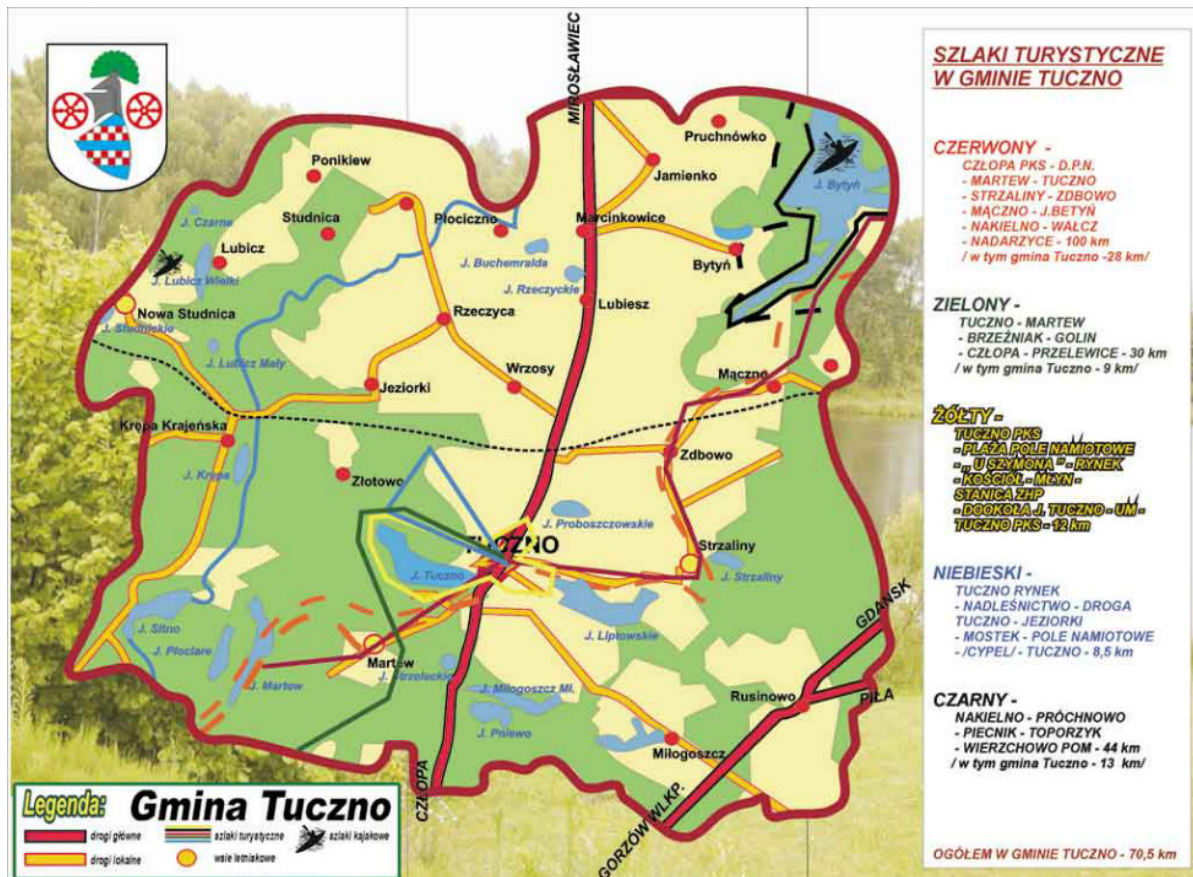 SZLAKI TURYSTYCZNE
W GMINIE TUCZNO
CZERWONY -
CZŁOPA PKS - D.P.N.
- MARTEW - TUCZNO
- STRZALINY - ZDBOWO
- MĄCZNO - J.BETYŃ
- NAKIELNO - WAŁCZ
- NADARZYCE - 100 km
/ w tym gmina Tuczno -28 km/
ZIELONY -
TUCZNO - MARTEW
- BRZEŹNIAK - GOLIN
- CZŁOPA - PRZELEWICE - 30 km
/ w tym gmina Tuczno - 9 km/
ŻÓŁTY -
TUCZNO PKS
- PLAŻA POLE NAMIOTOWE
- ,, U SZYMONA " - RYNEK
- KOŚCIÓŁ - MŁYN -
STANICA ZHP
- DOOKOŁA J. TUCZNO - UM -
TUCZNO PKS - 12 km
NIEBIESKI -
TUCZNO RYNEK
- NADLEŚNICTWO - DROGA
TUCZNO - JEZIORKI
- MOSTEK - POLE NAMIOTOWE
- /CYPEL/ - TUCZNO - 8,5 km
CZARNY -
NAKIELNO - PRÓCHNOWO
- PIECNIK - TOPORZYK
- WIERZCHOWO POM - 44 km
/ w tym gmina Tuczno - 13 km/
OGÓŁEM W GMINIE TUCZNO - 70,5 km
MIROSŁAWIEC
Pruchnówko
Ponikiew
Jamienko
J. Bytyń
Studnica
Płociczno
Marcinkowice
J. Czarne
Lubicz
Bytyń
J. Buchemralda
J. Lubicz Wielki
J. Rzeczyckie
Nowa Studnica
Rzeczyca
Lubiesz
J. Studnickie
J. Lubicz Mały
Jeziorki
Wrzosy
Mączno
Krępa Krajeńska
Zdbowo
J. Krępa
Złotowo
J. Proboszczowskie
TUCZNO
Strzaliny
J. Tuczno
J. Strzaliny
J. Sitno
J. Liptowskie
GDAŃSK
J. Płociare
Martew
J. Strzeleckie
J. Martew
J. Miłogoszcz Mł.
Rusinowo
PIŁA
J. Pniewo
Miłogoszcz
CZŁOPA
GORZÓW WLKP.
Legenda:
Gmina Tuczno
drogi główne
szlaki turystyczne
szlaki kajakowe
drogi lokalne
wsie letniskowe